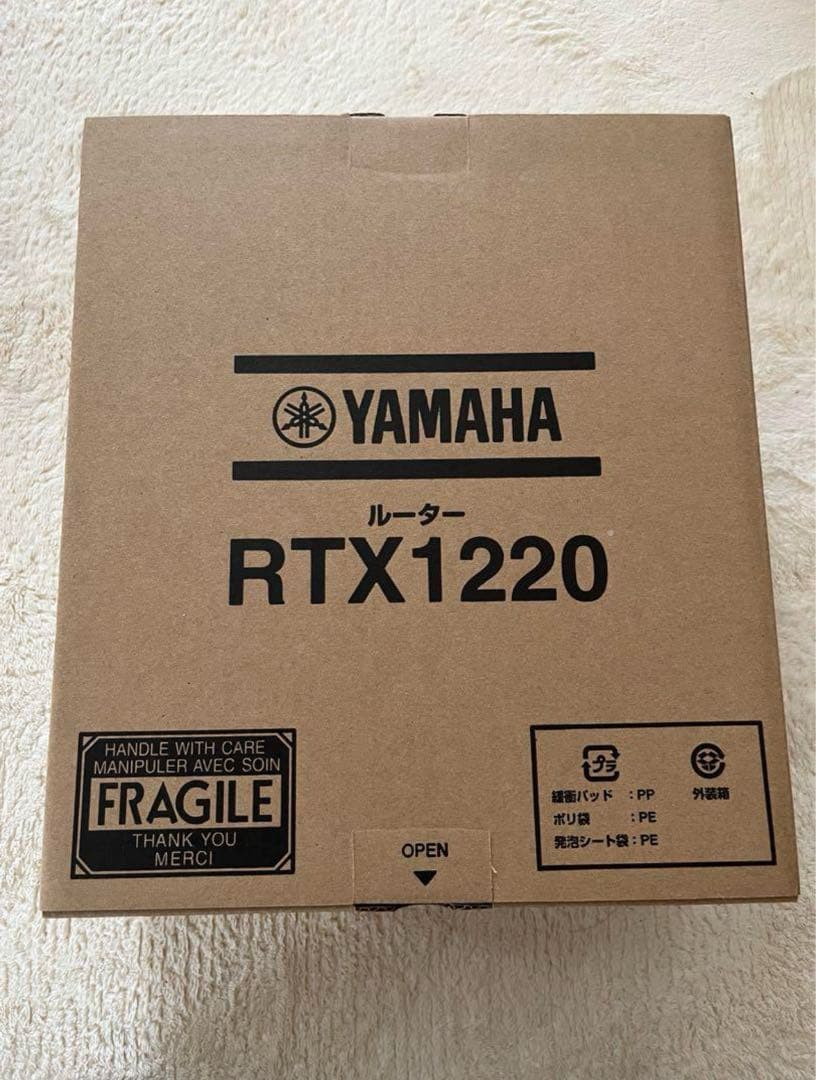 YAMAHA
ルーター
RTX1220
HANDLE WITH CARE
MANIPULER AVEC SOIN
FRAGILE
THANK YOU
MERCI
OPEN
プラ
緩衝パッド :PP
ポリ袋 :PE
発泡シート袋:PE
外装箱